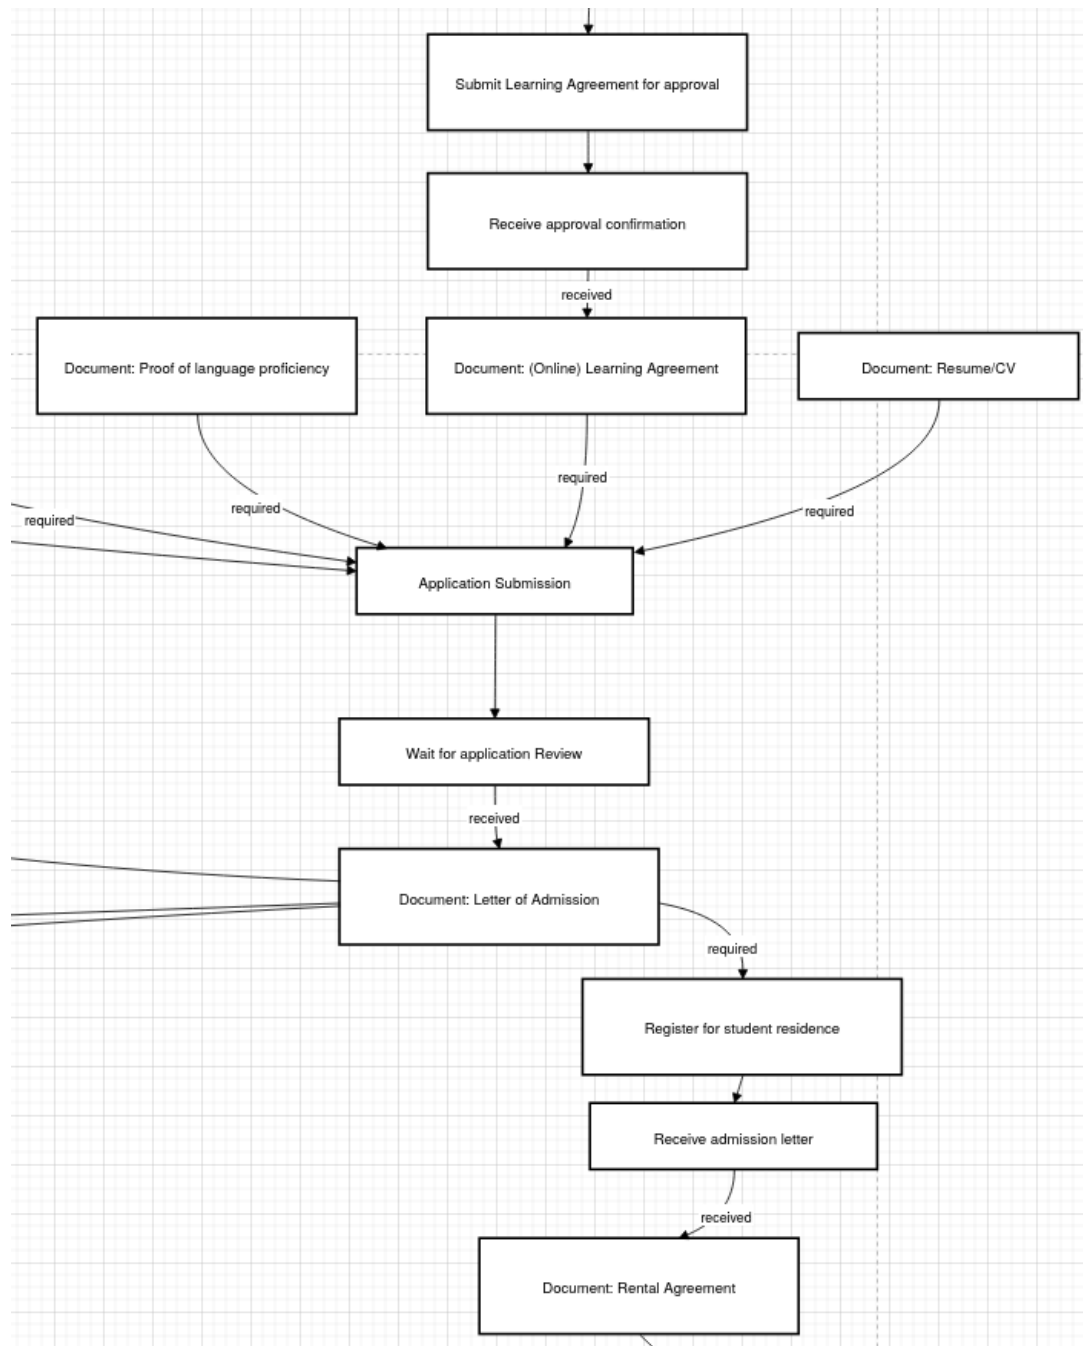 Submit Learning Agreement for approval
Receive approval confirmation
received
Document: Proof of language proficiency
Document: (Online) Learning Agreement
Document: Resume/CV
required
required
required
required
Application Submission
Wait for application Review
received
Document: Letter of Admission
required
Register for student residence
Receive admission letter
received
Document: Rental Agreement